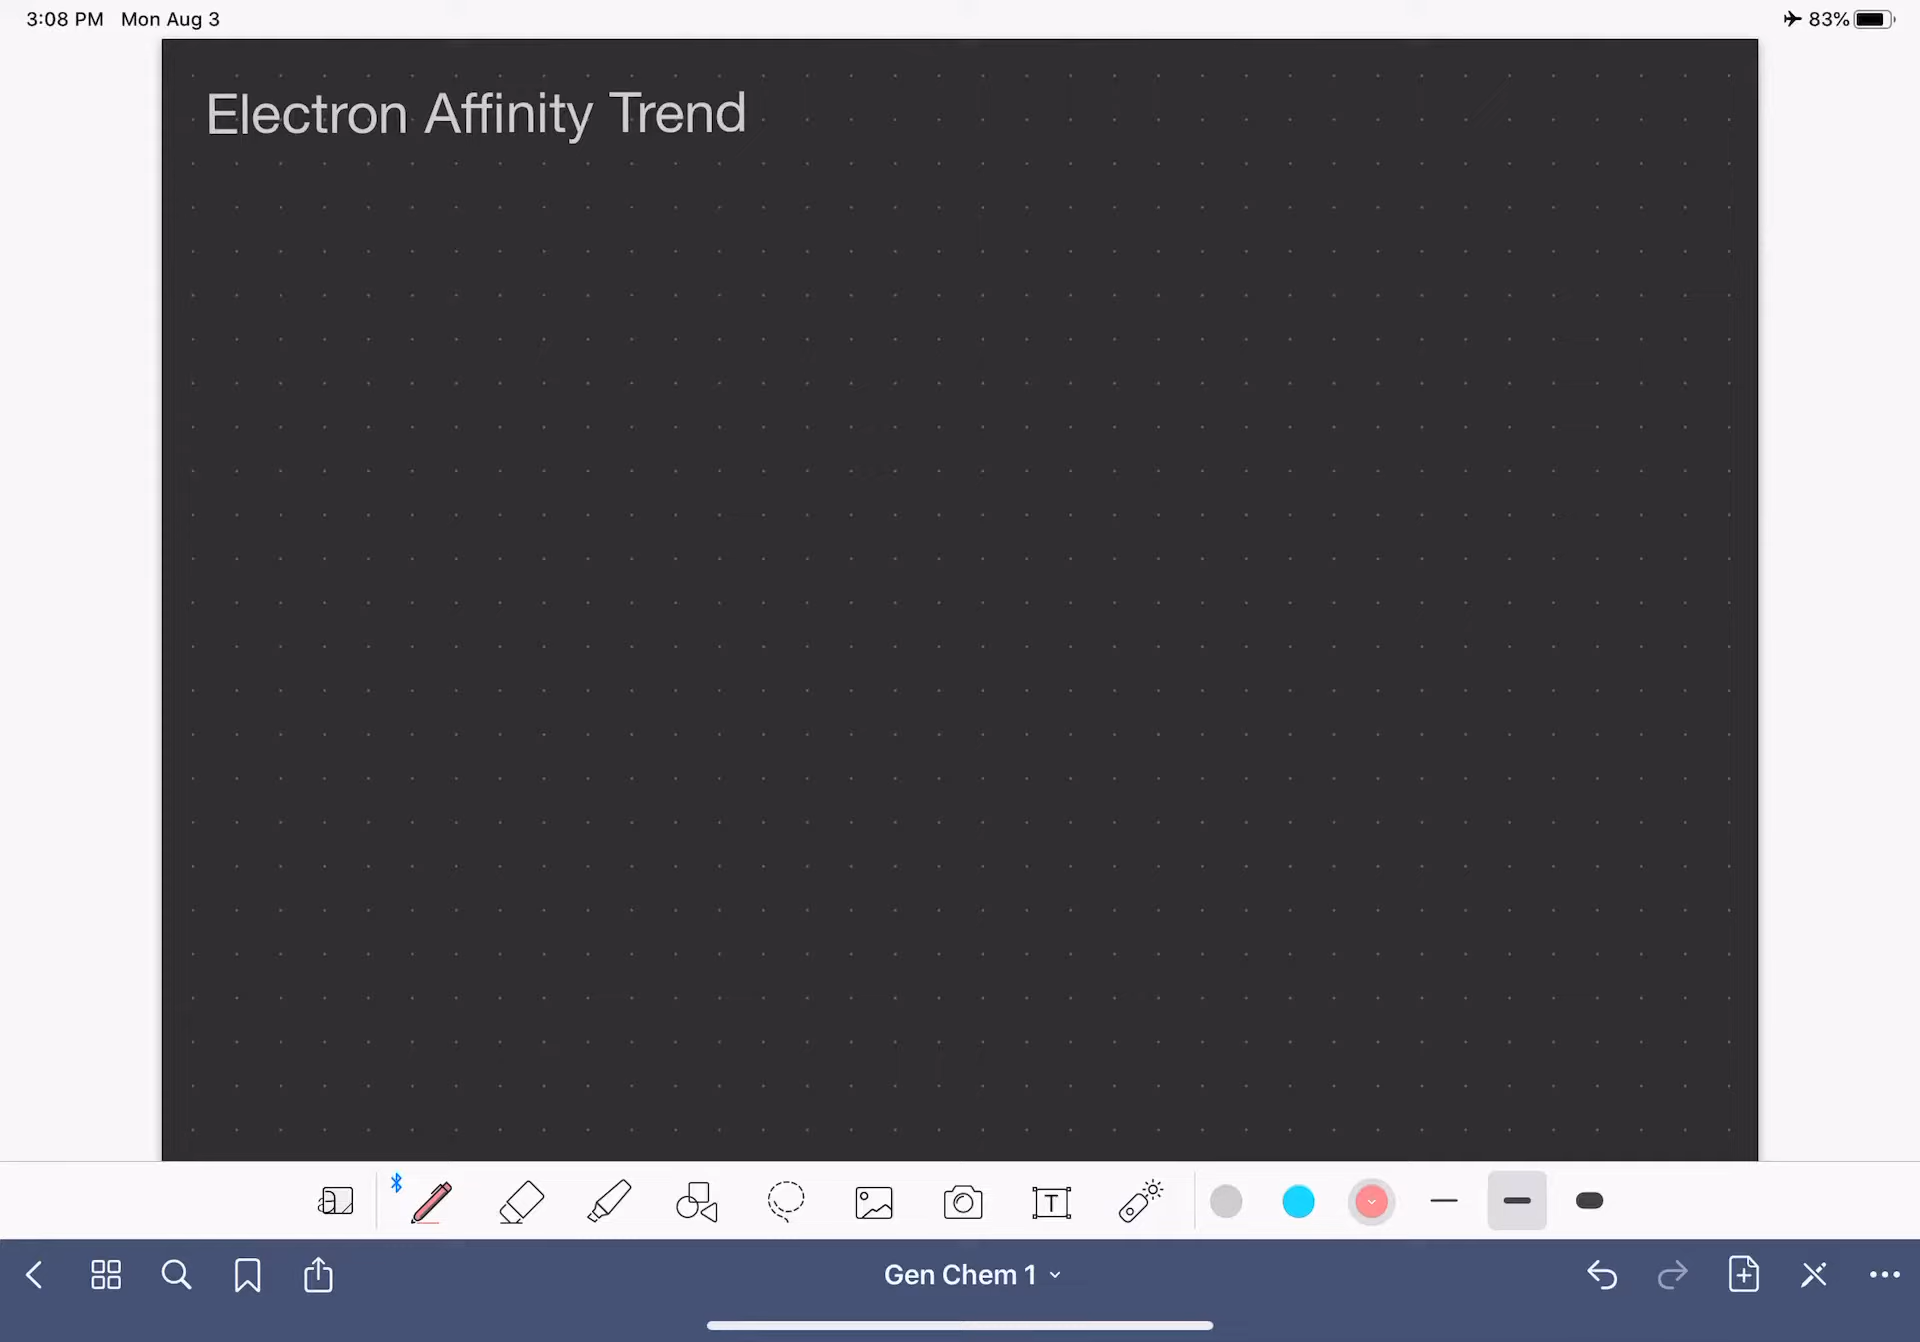 3:08 PM Mon Aug 3
83%
Electron Affinity Trend
a
T
Gen Chem 1